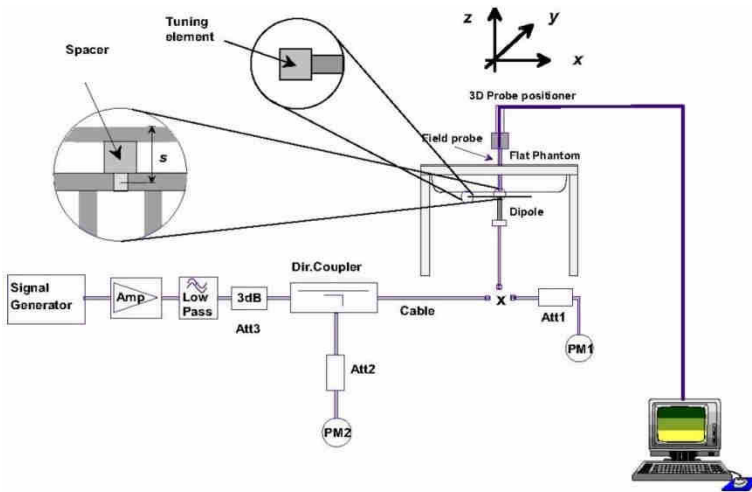 Tuning
element
Spacer
s
z
y
x
3D Probe positioner
Field probe
Flat Phantom
Dipole
Signal
Generator
Amp
Low
Pass
3dB
Att3
Dir.Coupler
Cable
x
Att1
PM1
Att2
PM2